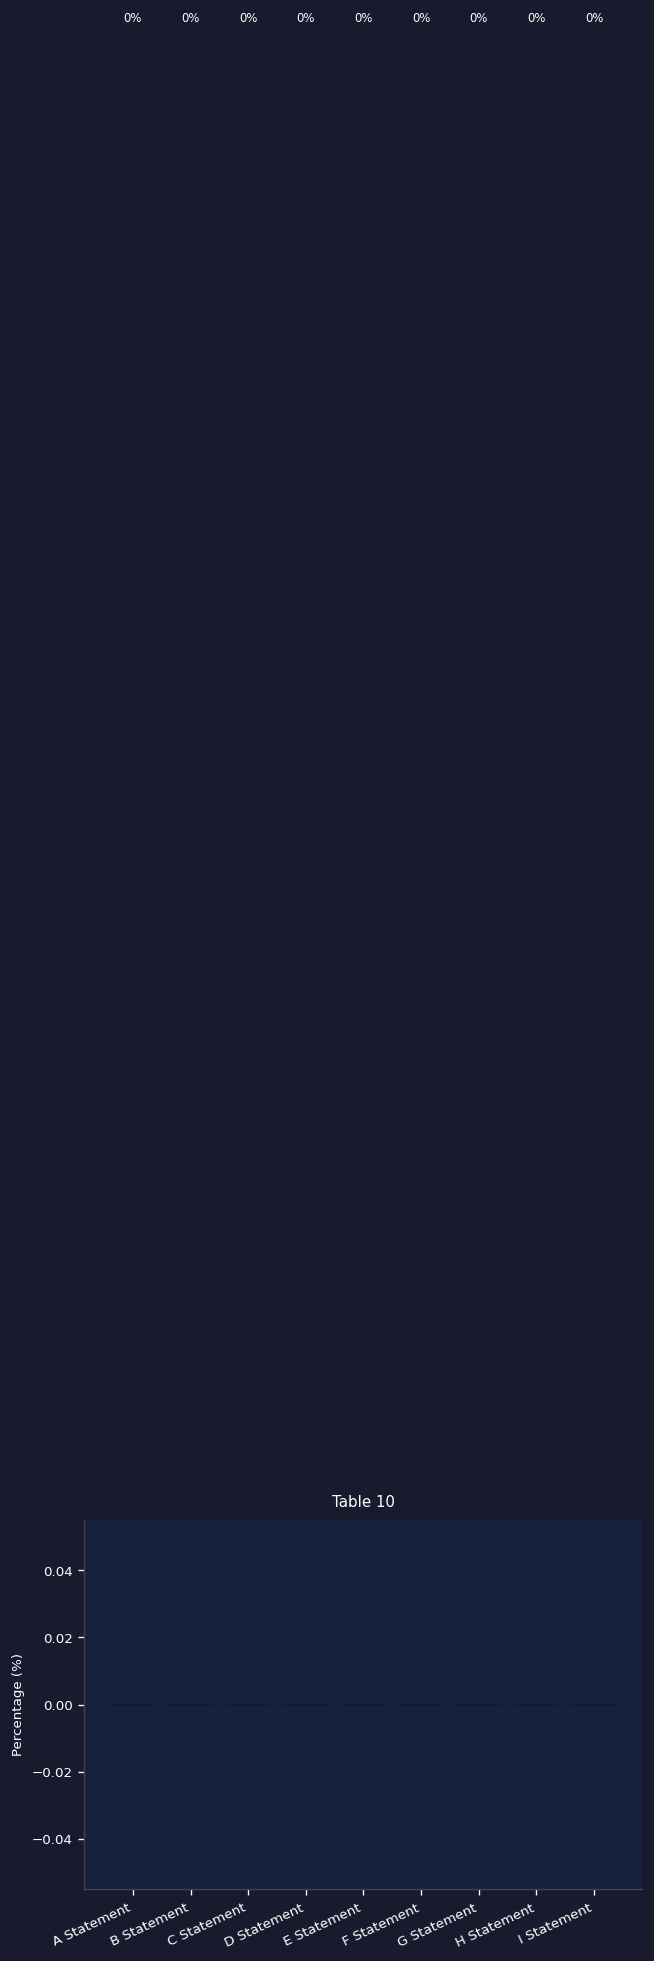 0% 0% 0% 0% 0% 0% 0% 0% 0%
Table 10
Percentage (%)
0.04
0.02
0.00
−0.02
−0.04
A Statement
B Statement
C Statement
D Statement
E Statement
F Statement
G Statement
H Statement
I Statement